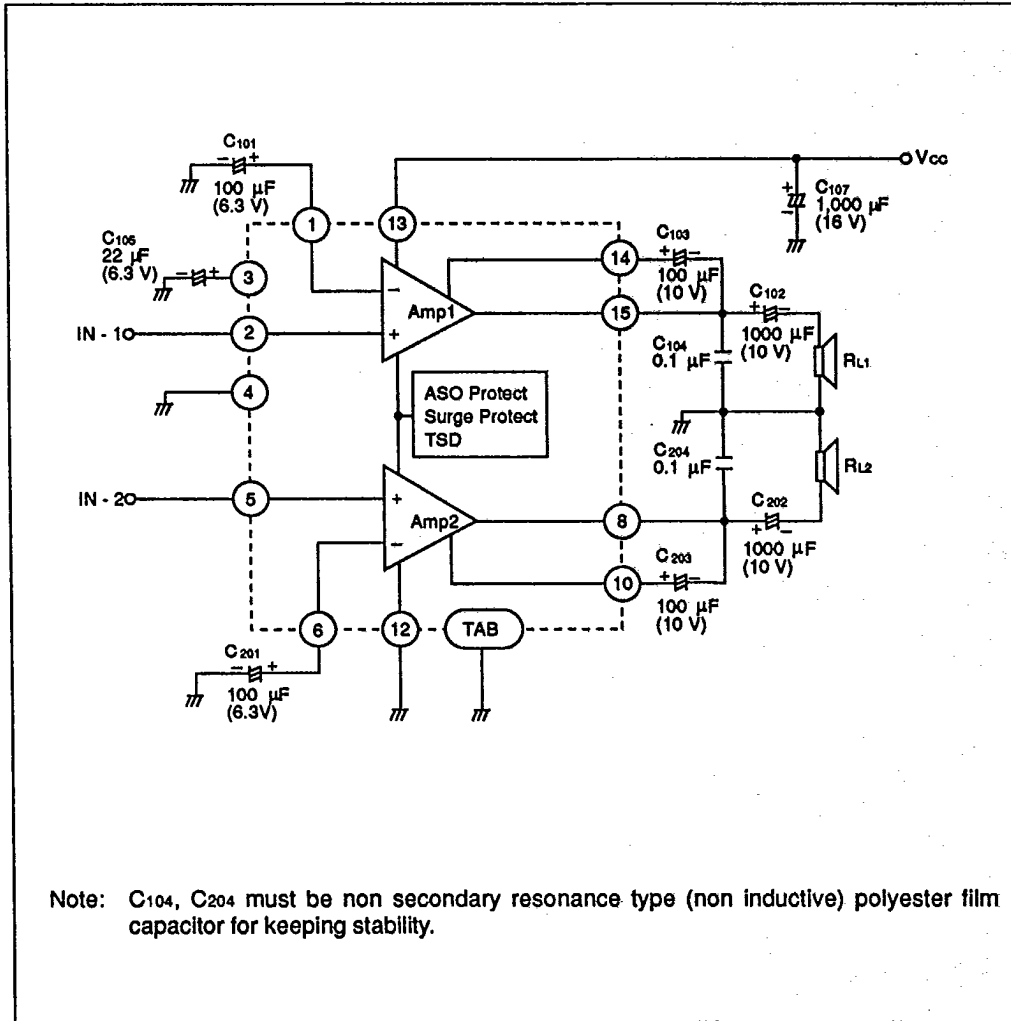 C101
- +
100 µF
(6.3 V)
C106
22 µF
(6.3 V)
- +
1
13
3
IN - 1
2
4
IN - 2
5
6
12
TAB
14
15
8
10
-
Amp1
+
ASO Protect
Surge Protect
TSD
+
Amp2
-
C103
+ -
100 µF
(10 V)
C102
+ -
1000 µF
(10 V)
C104
0.1 µF
RL1
C204
0.1 µF
RL2
C202
+ -
1000 µF
(10 V)
C203
+ -
100 µF
(10 V)
Vcc
+
-
C107
1,000 µF
(16 V)
C201
- +
100 µF
(6.3V)
Note: C104, C204 must be non secondary resonance type (non inductive) polyester film
capacitor for keeping stability.